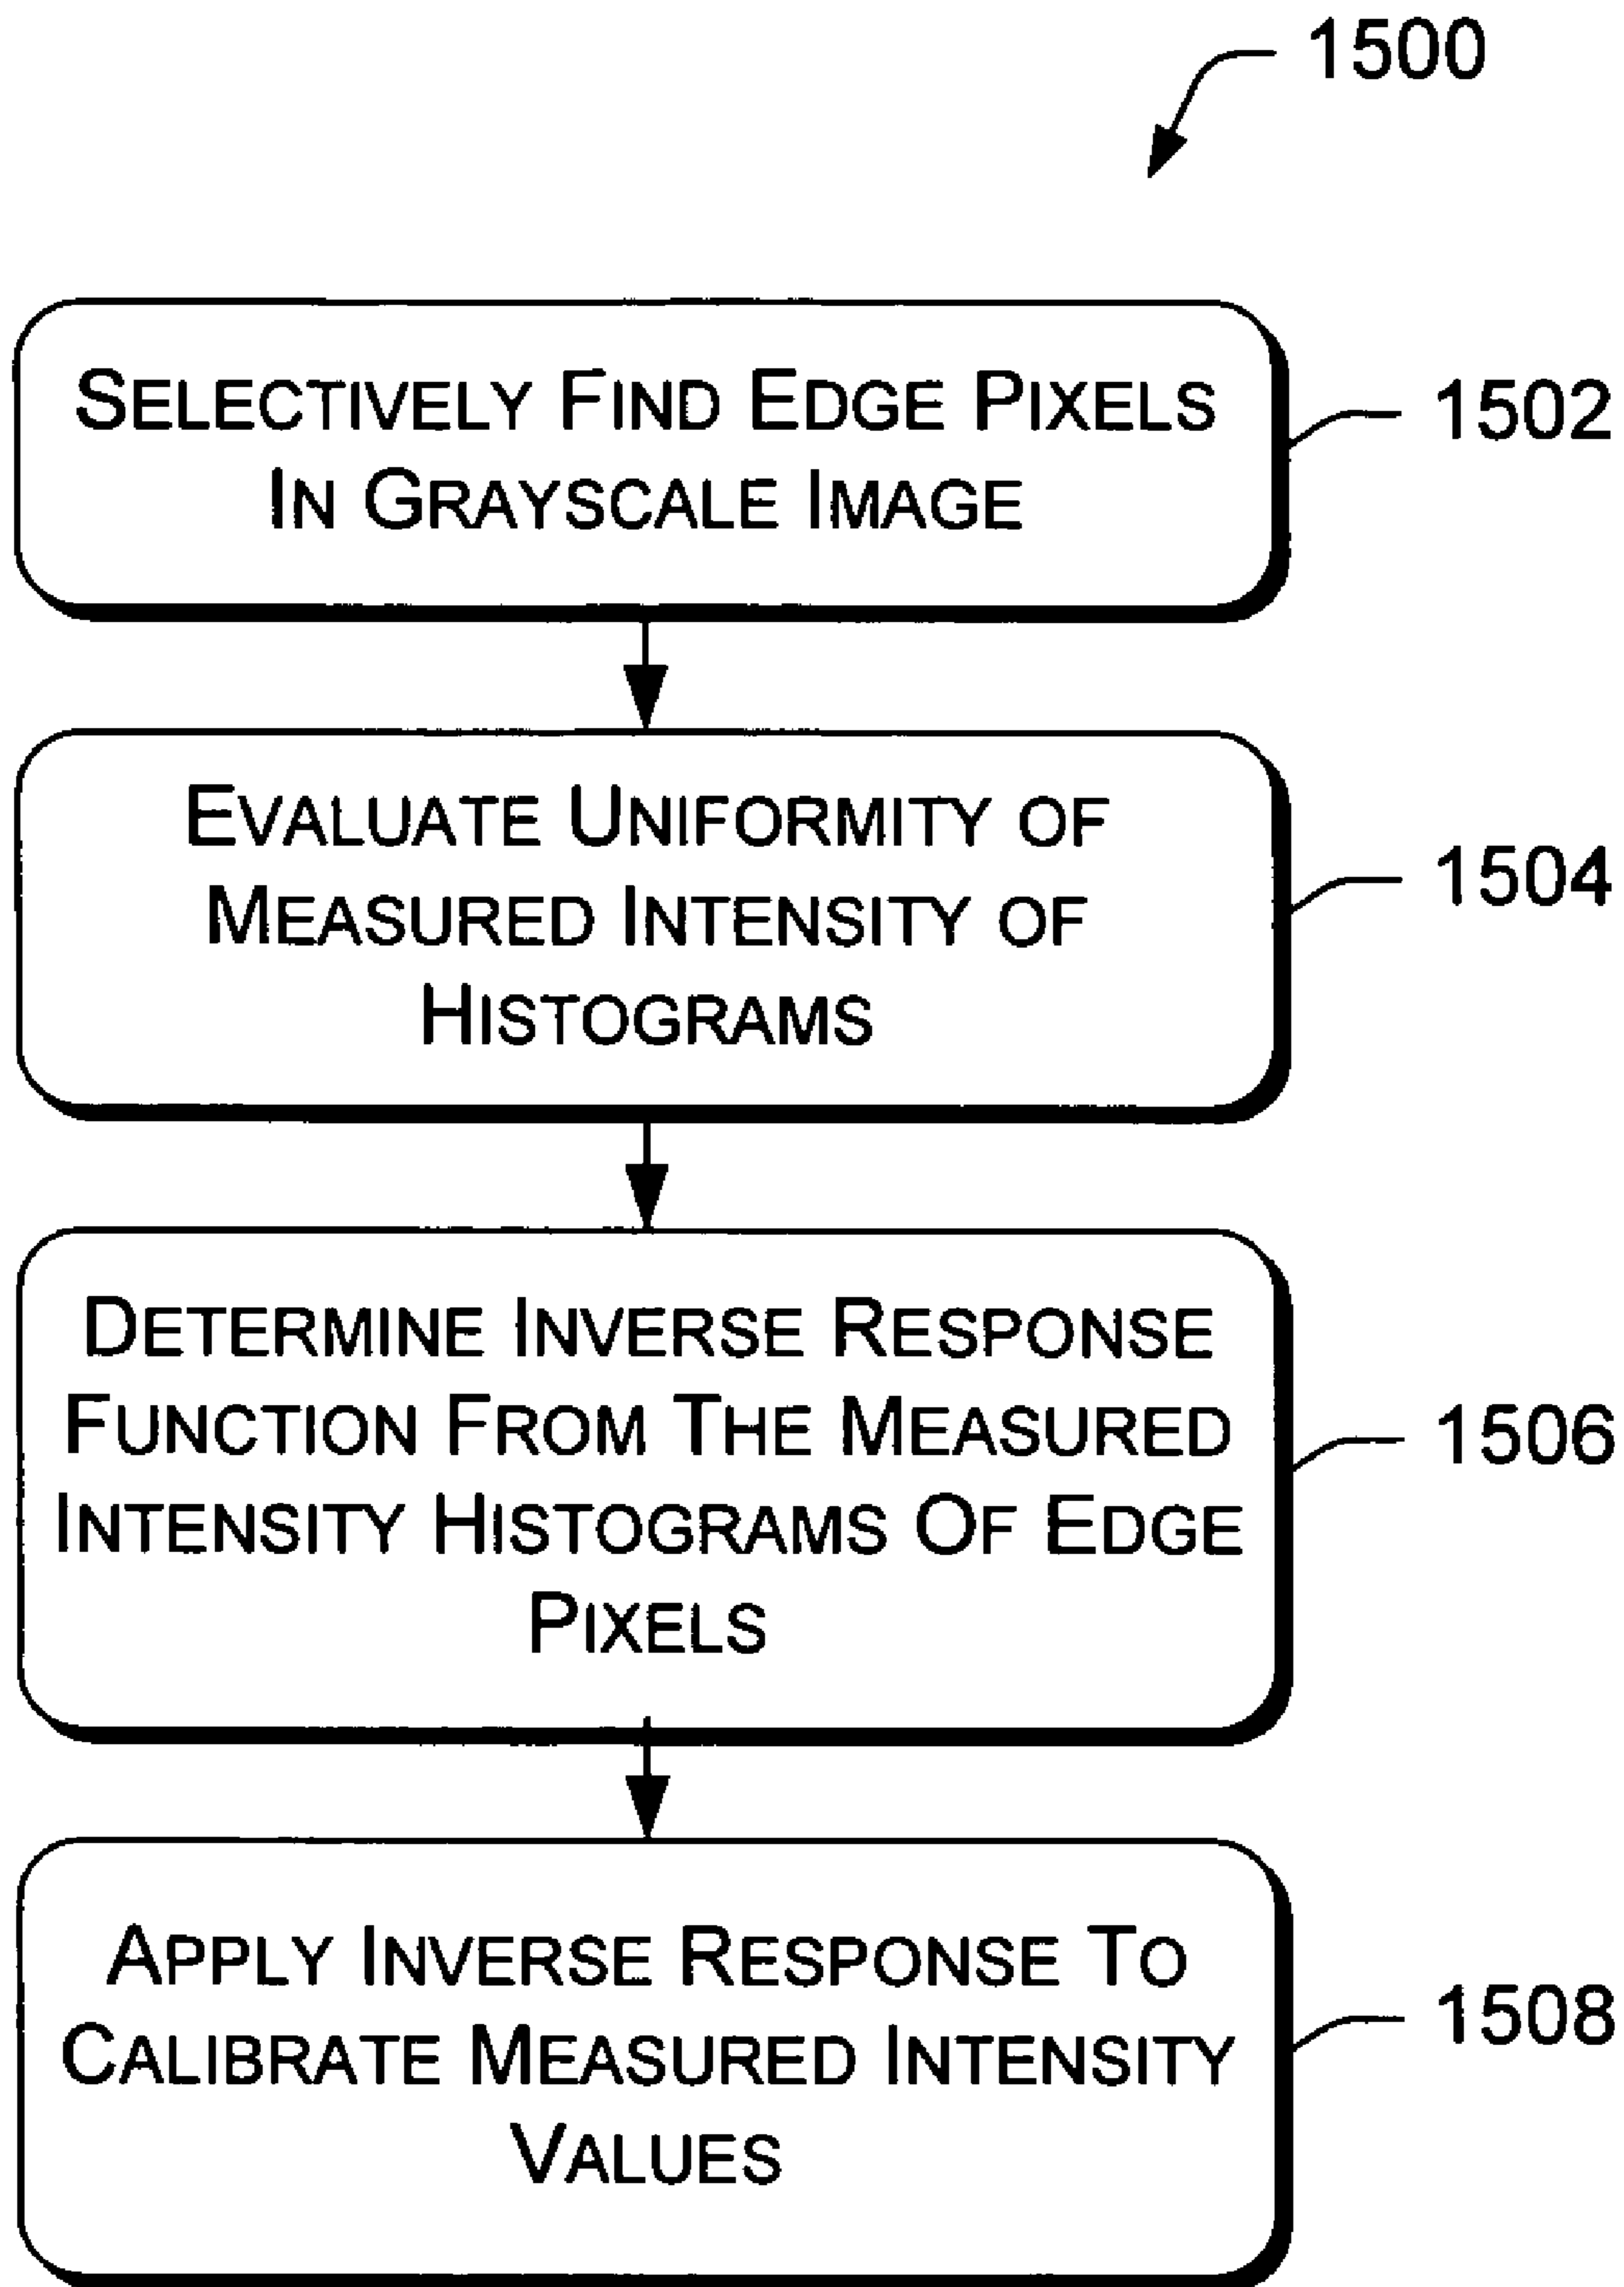 1500
SELECTIVELY FIND EDGE PIXELS
IN GRAYSCALE IMAGE
1502
EVALUATE UNIFORMITY OF
MEASURED INTENSITY OF
HISTOGRAMS
1504
DETERMINE INVERSE RESPONSE
FUNCTION FROM THE MEASURED
INTENSITY HISTOGRAMS OF EDGE
PIXELS
1506
APPLY INVERSE RESPONSE TO
CALIBRATE MEASURED INTENSITY
VALUES
1508